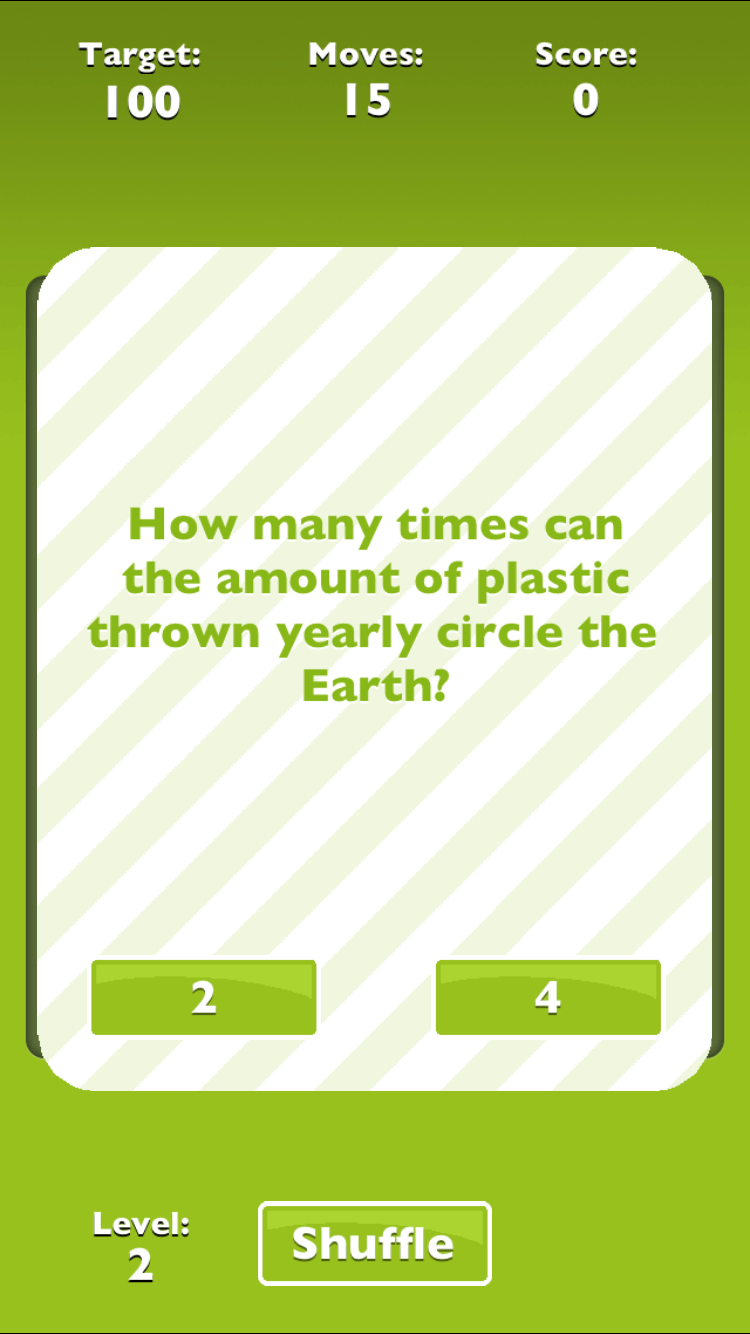 Target: Moves: Score:
100 15 0
How many times can
the amount of plastic
thrown yearly circle the
Earth?
2 4
Level:
2
Shuffle